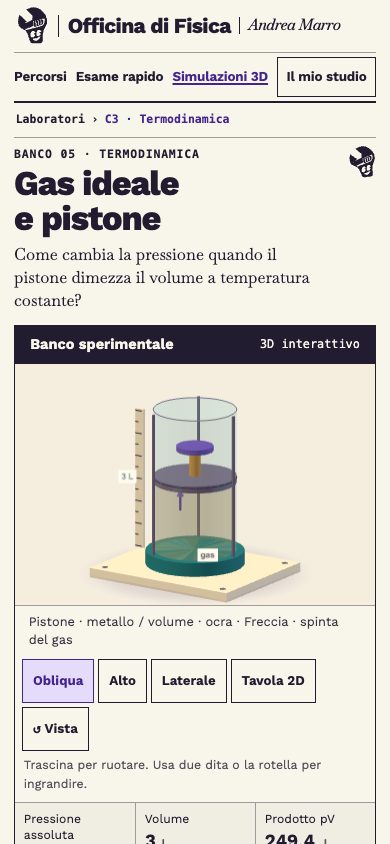 Officina di Fisica | Andrea Marro
Percorsi Esame rapido Simulazioni 3D Il mio studio
Laboratori › C3 · Termodinamica
BANCO 05 · TERMODINAMICA
Gas ideale
e pistone
Come cambia la pressione quando il
pistone dimezza il volume a temperatura
costante?
Banco sperimentale 3D interattivo
3 L
gas
Pistone · metallo / volume · ocra · Freccia · spinta
del gas
Obliqua Alto Laterale Tavola 2D
↺ Vista
Trascina per ruotare. Usa due dita o la rotella per
ingrandire.
Pressione
assoluta
Volume
3 L
Prodotto pV
249,4